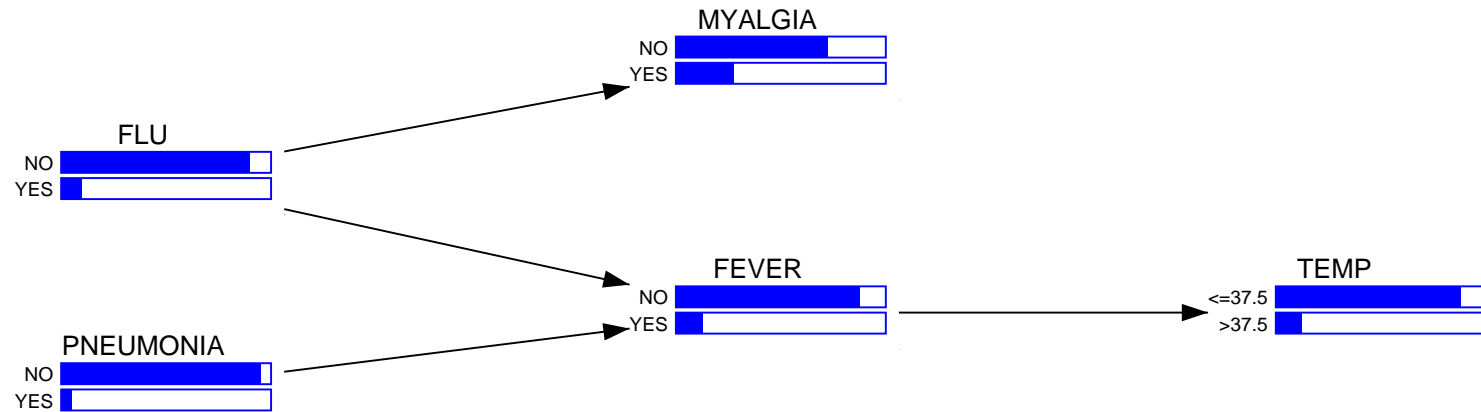 MYALGIA
NO
YES
FLU
NO
YES
FEVER
NO
YES
TEMP
<=37.5
>37.5
PNEUMONIA
NO
YES